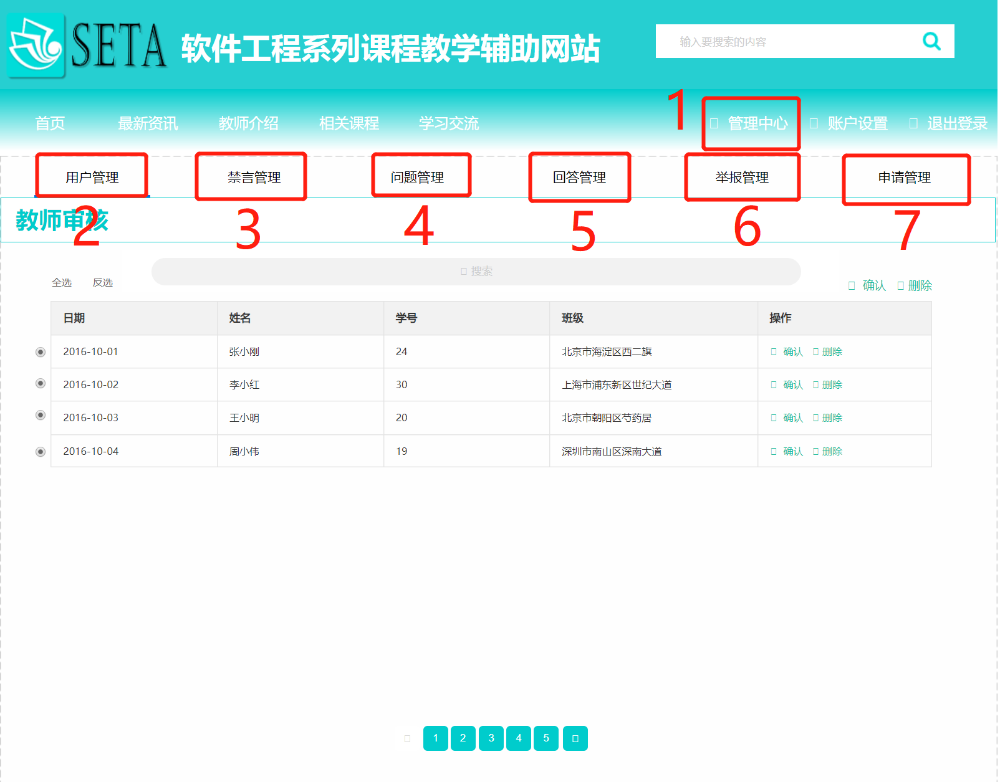 SETA 软件工程系列课程教学辅助网站 输入要搜索的内容
1
首页 最新资讯 教师介绍 相关课程 学习交流 管理中心 账户设置 退出登录
用户管理 禁言管理 问题管理 回答管理 举报管理 申请管理
教师审核
2 3 4 5 6 7
搜索
全选 反选 确认 删除
日期 姓名 学号 班级 操作
2016-10-01 张小刚 24 北京市海淀区西二旗 确认 删除
2016-10-02 李小红 30 上海市浦东新区世纪大道 确认 删除
2016-10-03 王小明 20 北京市朝阳区芍药居 确认 删除
2016-10-04 周小伟 19 深圳市南山区深南大道 确认 删除
1 2 3 4 5